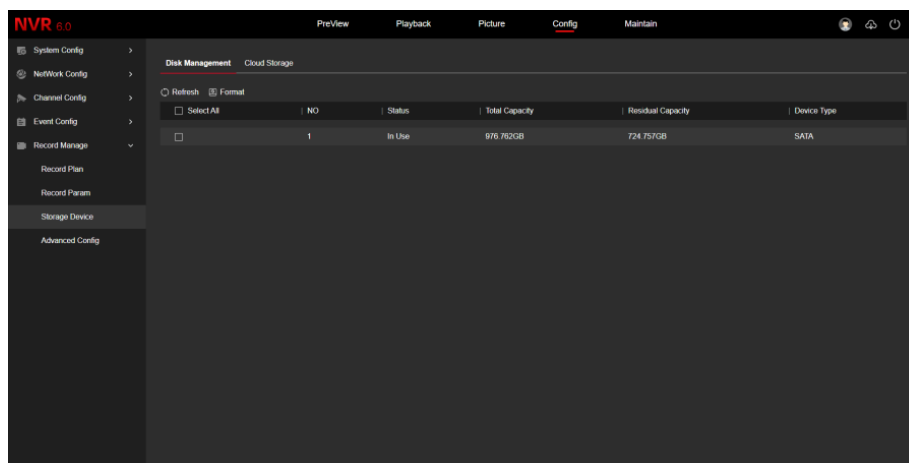 NVR 6.0 PreView Playback Picture Config Maintain
System Config
NetWork Config
Channel Config
Event Config
Record Manage
Record Plan
Record Param
Storage Device
Advanced Config
Disk Management Cloud Storage
Refresh Format
Select All NO Status Total Capacity Residual Capacity Device Type
1 In Use 976.762GB 724.757GB SATA